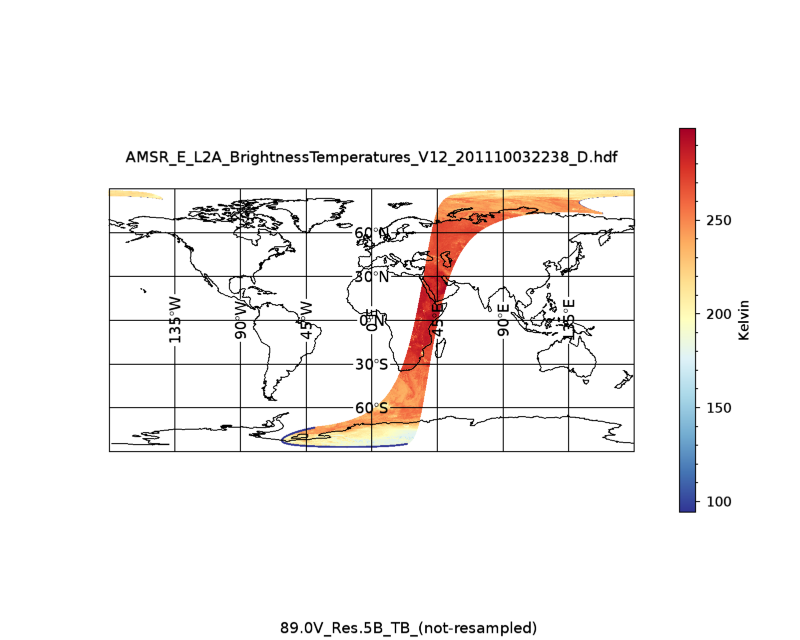 AMSR_E_L2A_BrightnessTemperatures_V12_201110032238_D.hdf
60°N
30°N
0°N
30°S
60°S
135°W
90°W
45°W
0°E
45°E
90°E
135°E
250
200
150
100
Kelvin
89.0V_Res.5B_TB_(not-resampled)